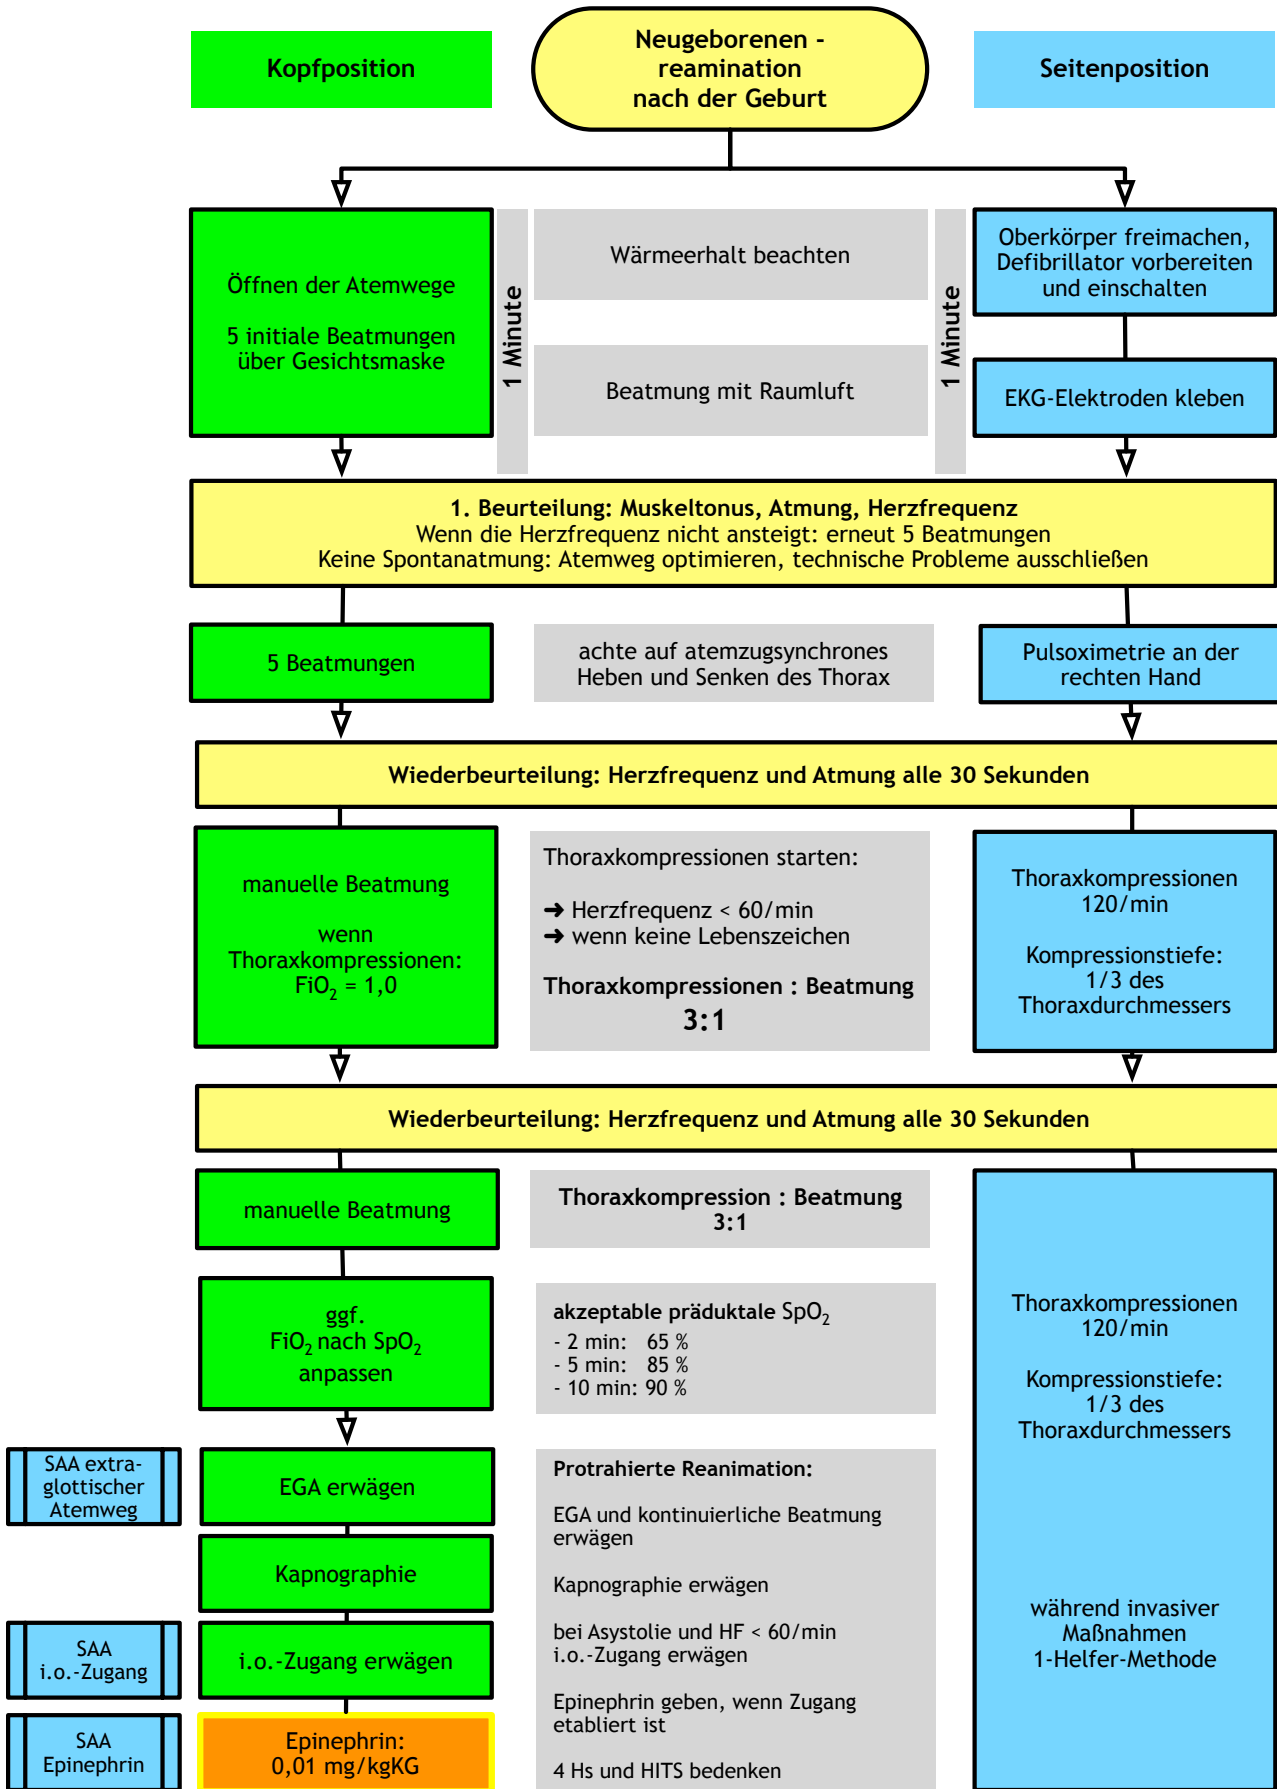 Kopfposition
Neugeborenen -
reamination
nach der Geburt
Seitenposition
Öffnen der Atemwege
5 initiale Beatmungen
über Gesichtsmaske
1 Minute
Wärmeerhalt beachten
Beatmung mit Raumluft
1 Minute
Oberkörper freimachen,
Defibrillator vorbereiten
und einschalten
EKG-Elektroden kleben
1. Beurteilung: Muskeltonus, Atmung, Herzfrequenz
Wenn die Herzfrequenz nicht ansteigt: erneut 5 Beatmungen
Keine Spontanatmung: Atemweg optimieren, technische Probleme ausschließen
5 Beatmungen
achte auf atemzugsynchrones
Heben und Senken des Thorax
Pulsoximetrie an der
rechten Hand
Wiederbeurteilung: Herzfrequenz und Atmung alle 30 Sekunden
manuelle Beatmung
wenn
Thoraxkompressionen:
FiO₂ = 1,0
Thoraxkompressionen starten:
➜ Herzfrequenz < 60/min
➜ wenn keine Lebenszeichen
Thoraxkompressionen : Beatmung
3:1
Thoraxkompressionen
120/min
Kompressionstiefe:
1/3 des
Thoraxdurchmessers
Wiederbeurteilung: Herzfrequenz und Atmung alle 30 Sekunden
manuelle Beatmung
Thoraxkompression : Beatmung
3:1
ggf.
FiO₂ nach SpO₂
anpassen
akzeptable präduktale SpO₂
- 2 min: 65 %
- 5 min: 85 %
- 10 min: 90 %
Thoraxkompressionen
120/min
Kompressionstiefe:
1/3 des
Thoraxdurchmessers
während invasiver
Maßnahmen
1-Helfer-Methode
SAA extra-
glottischer
Atemweg
EGA erwägen
Kapnographie
SAA
i.o.-Zugang
i.o.-Zugang erwägen
SAA
Epinephrin
Epinephrin:
0,01 mg/kgKG
Protrahierte Reanimation:
EGA und kontinuierliche Beatmung
erwägen
Kapnographie erwägen
bei Asystolie und HF < 60/min
i.o.-Zugang erwägen
Epinephrin geben, wenn Zugang
etabliert ist
4 Hs und HITS bedenken